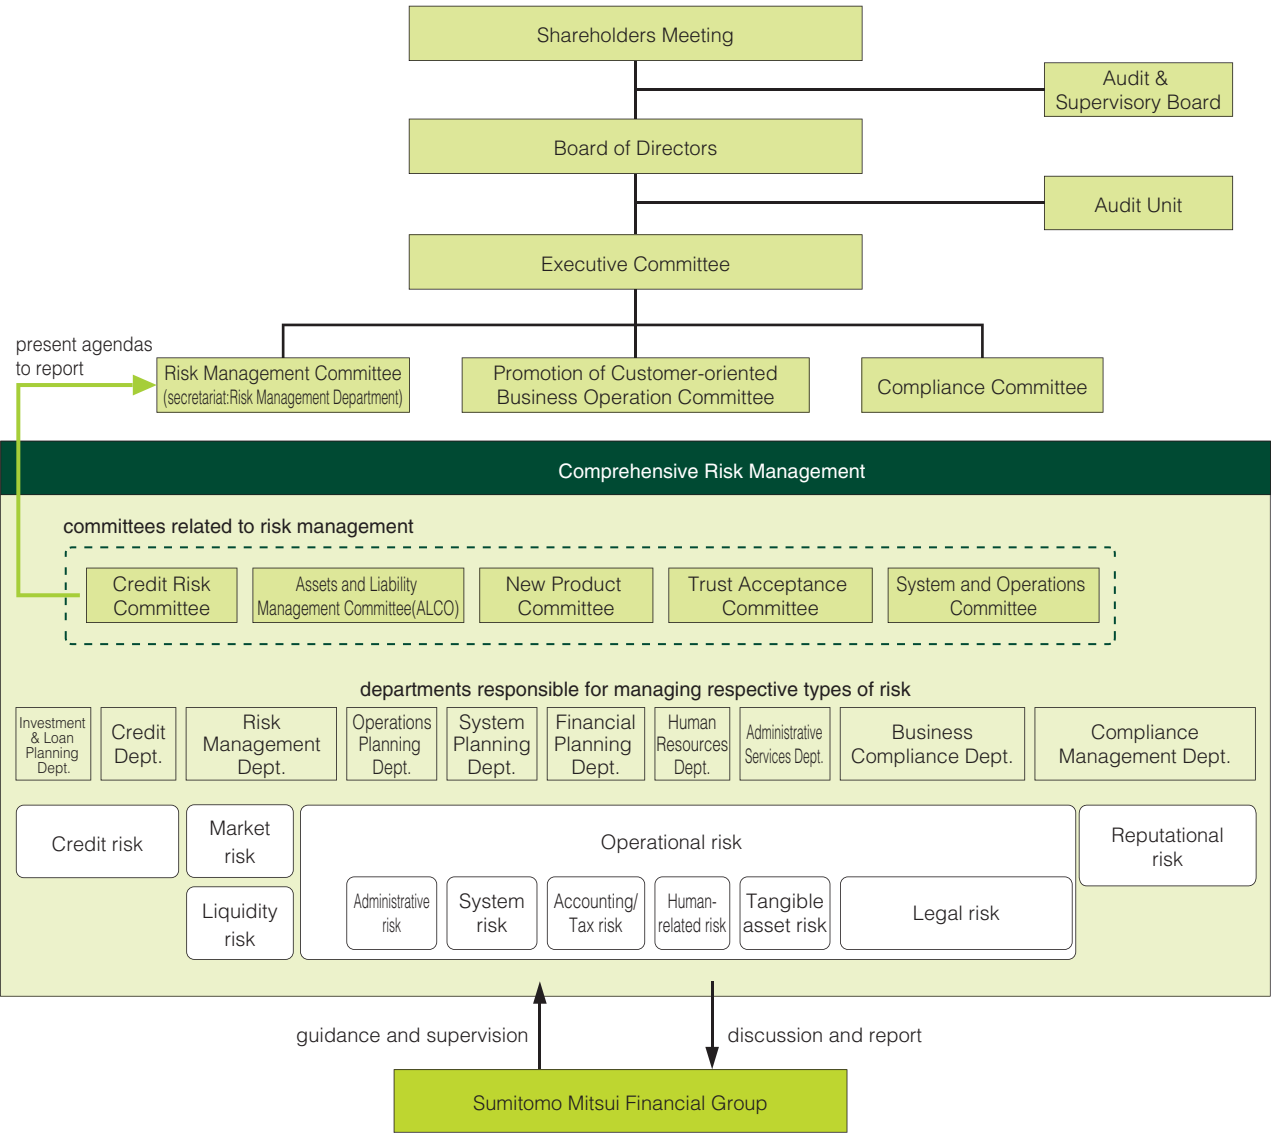 Shareholders Meeting
Audit &
Supervisory Board
Board of Directors
Audit Unit
Executive Committee
present agendas
to report
Risk Management Committee
(secretariat:Risk Management Department)
Promotion of Customer-oriented
Business Operation Committee
Compliance Committee
Comprehensive Risk Management
committees related to risk management
Credit Risk
Committee
Assets and Liability
Management Committee(ALCO)
New Product
Committee
Trust Acceptance
Committee
System and Operations
Committee
departments responsible for managing respective types of risk
Investment
& Loan
Planning
Dept.
Credit
Dept.
Risk
Management
Dept.
Operations
Planning
Dept.
System
Planning
Dept.
Financial
Planning
Dept.
Human
Resources
Dept.
Administrative
Services Dept.
Business
Compliance Dept.
Compliance
Management Dept.
Credit risk
Market
risk
Liquidity
risk
Operational risk
Administrative
risk
System
risk
Accounting/
Tax risk
Human-
related risk
Tangible
asset risk
Legal risk
Reputational
risk
guidance and supervision
discussion and report
Sumitomo Mitsui Financial Group